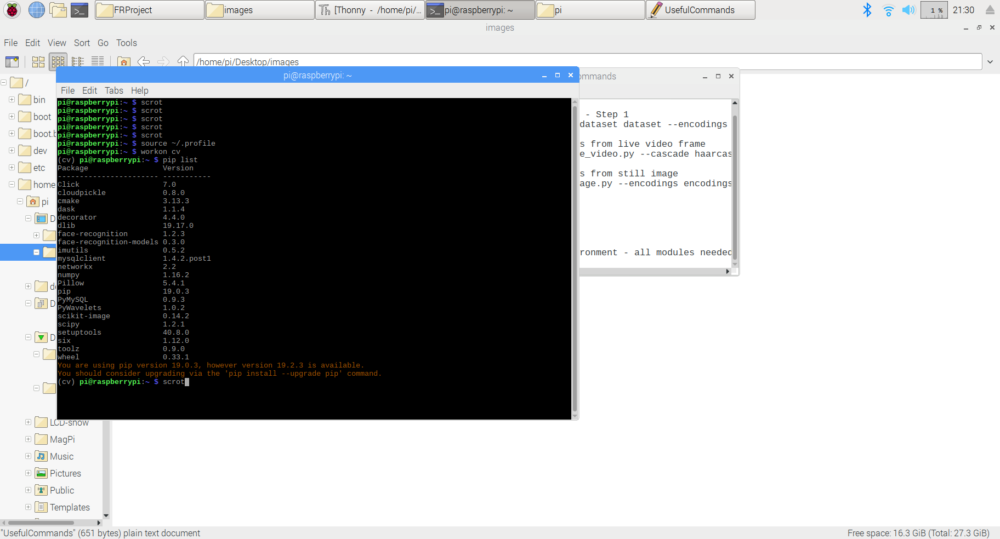 FRProject
images
[Thonny - /home/pi/...
pi@raspberrypi: ~
pi
UsefulCommands
1 %
21:30
images
File Edit View Sort Go Tools
/home/pi/Desktop/images
/
bin
boot
boot.b
dev
etc
home
pi
D
D
D
LCD-show
MagPi
Music
Pictures
Public
Templates
pi@raspberrypi: ~
File Edit Tabs Help
pi@raspberrypi:~ $ scrot
pi@raspberrypi:~ $ scrot
pi@raspberrypi:~ $ scrot
pi@raspberrypi:~ $ scrot
pi@raspberrypi:~ $ scrot
pi@raspberrypi:~ $ source ~/.profile
pi@raspberrypi:~ $ workon cv
(cv) pi@raspberrypi:~ $ pip list
Package Version
----------------------- -----------
Click 7.0
cloudpickle 0.8.0
cmake 3.13.3
dask 1.1.4
decorator 4.4.0
dlib 19.17.0
face-recognition 1.2.3
face-recognition-models 0.3.0
imutils 0.5.2
mysqlclient 1.4.2.post1
networkx 2.2
numpy 1.16.2
Pillow 5.4.1
pip 19.0.3
PyMySQL 0.9.3
PyWavelets 1.0.2
scikit-image 0.14.2
scipy 1.2.1
setuptools 40.8.0
six 1.12.0
toolz 0.9.0
wheel 0.33.1
You are using pip version 19.0.3, however version 19.2.3 is available.
You should consider upgrading via the 'pip install --upgrade pip' command.
(cv) pi@raspberrypi:~ $ scrot
ommands
- Step 1
dataset dataset --encodings
s from live video frame
e_video.py --cascade haarcas
s from still image
age.py --encodings encodings
ronment - all modules needed
"UsefulCommands" (651 bytes) plain text document
Free space: 16.3 GiB (Total: 27.3 GiB)